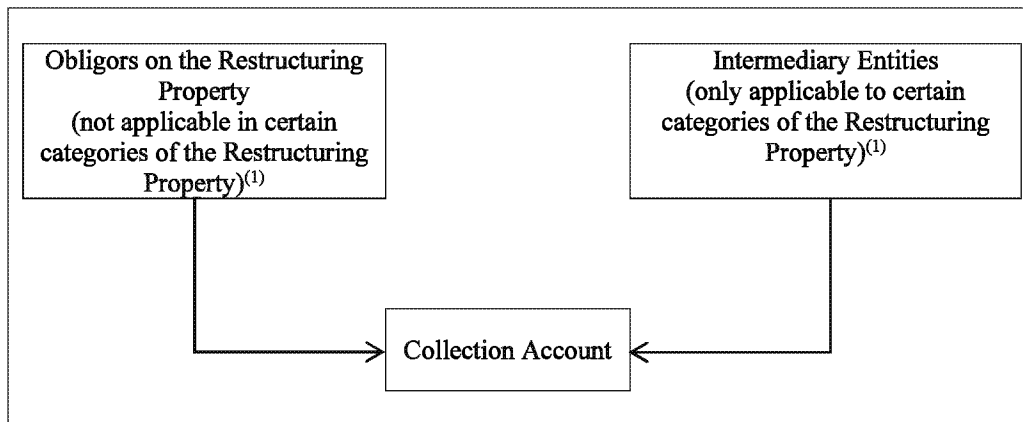 Obligors on the Restructuring
Property
(not applicable in certain
categories of the Restructuring
Property)(1)
Intermediary Entities
(only applicable to certain
categories of the Restructuring
Property)(1)
Collection Account